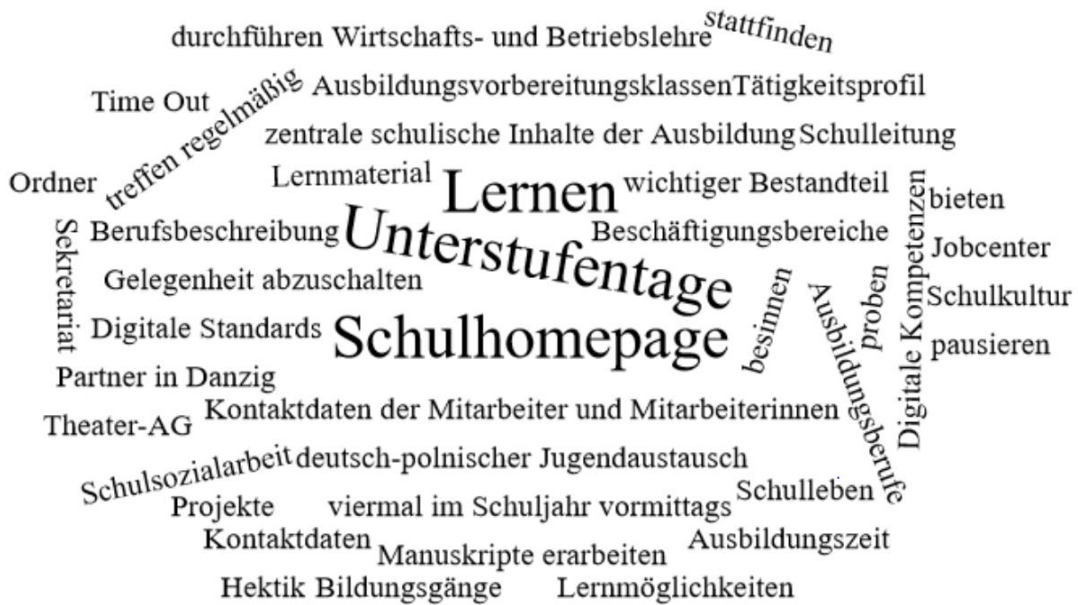 durchführen Wirtschafts- und Betriebslehre
stattfinden
Ausbildungsvorbereitungsklassen
Tätigkeitsprofil
Time Out
treffen regelmäßig
zentrale schulische Inhalte der Ausbildung
Schulleitung
Ordner
Lernmaterial
Lernen
wichtiger Bestandteil
bieten
Sekretariat
Berufsbeschreibung
Unterstufentage
Beschäftigungsbereiche
Digitale Kompetenzen
Jobcenter
Gelegenheit abzuschalten
besinnen
Ausbildungsberufe
proben
Schulkultur
Digitale Standards
Schulhomepage
pausieren
Partner in Danzig
Kontaktdaten der Mitarbeiter und Mitarbeiterinnen
Theater-AG
Schulsozialarbeit
deutsch-polnischer Jugendaustausch
Projekte
viermal im Schuljahr vormittags
Schulleben
Kontaktdaten
Manuskripte erarbeiten
Ausbildungszeit
Hektik
Bildungsgänge
Lernmöglichkeiten